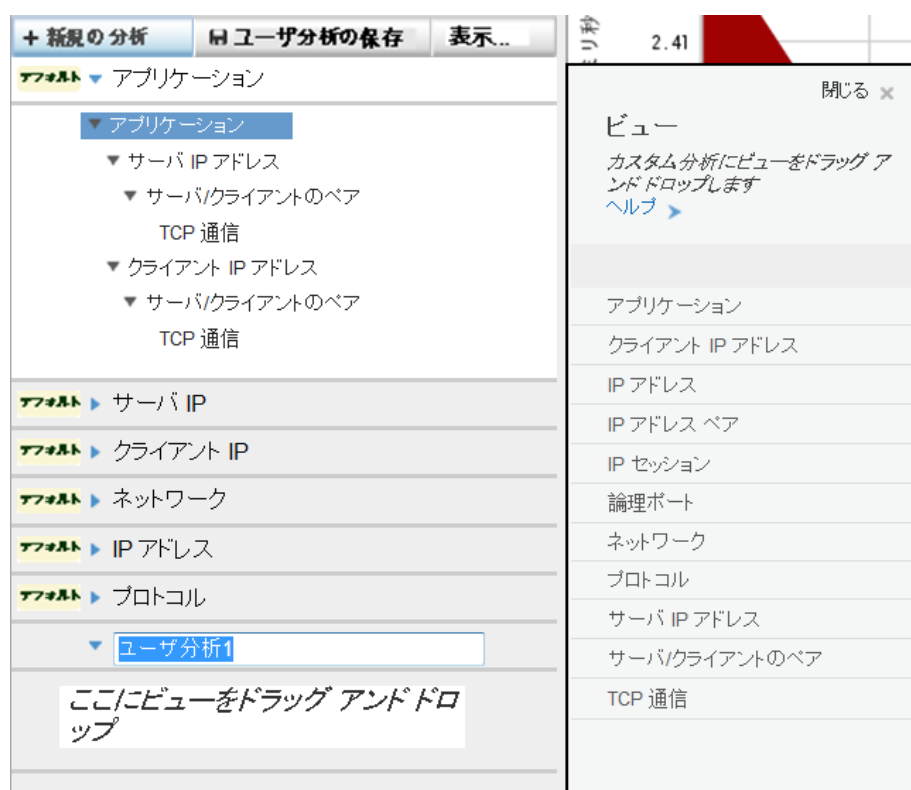 + 新規の分析 ユーザ分析の保存 表示...
デフォルト アプリケーション
アプリケーション
サーバ IP アドレス
サーバ/クライアントのペア
TCP 通信
クライアント IP アドレス
サーバ/クライアントのペア
TCP 通信
デフォルト サーバ IP
デフォルト クライアント IP
デフォルト ネットワーク
デフォルト IP アドレス
デフォルト プロトコル
ユーザ分析1
ここにビューをドラッグ アンド ドロ
ップ
2.41
閉じる ×
ビュー
カスタム分析にビューをドラッグ ア
ンド ドロップします
ヘルプ
アプリケーション
クライアント IP アドレス
IP アドレス
IP アドレス ペア
IP セッション
論理ポート
ネットワーク
プロトコル
サーバ IP アドレス
サーバ/クライアントのペア
TCP 通信